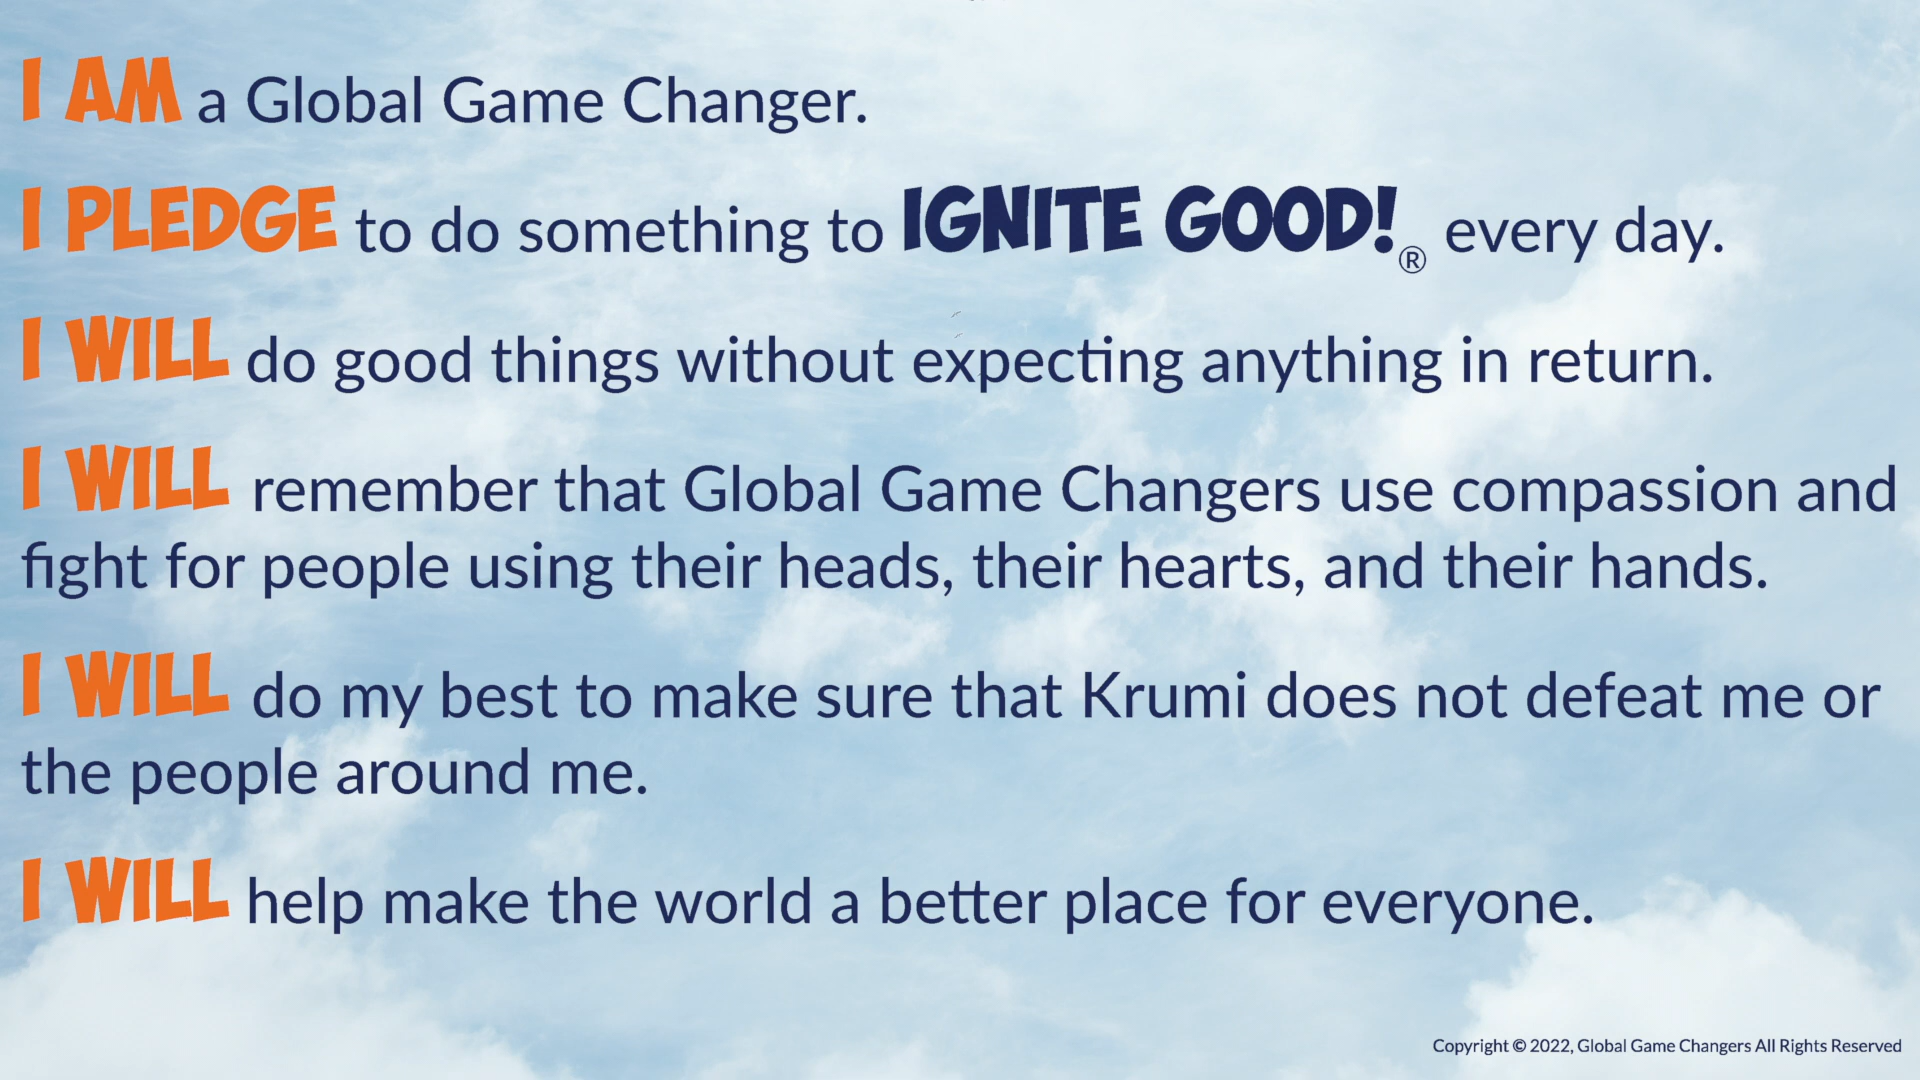 I AM a Global Game Changer.
I PLEDGE to do something to IGNITE GOOD!® every day.
I WILL do good things without expecting anything in return.
I WILL remember that Global Game Changers use compassion and
fight for people using their heads, their hearts, and their hands.
I WILL do my best to make sure that Krumi does not defeat me or
the people around me.
I WILL help make the world a better place for everyone.
Copyright © 2022, Global Game Changers All Rights Reserved